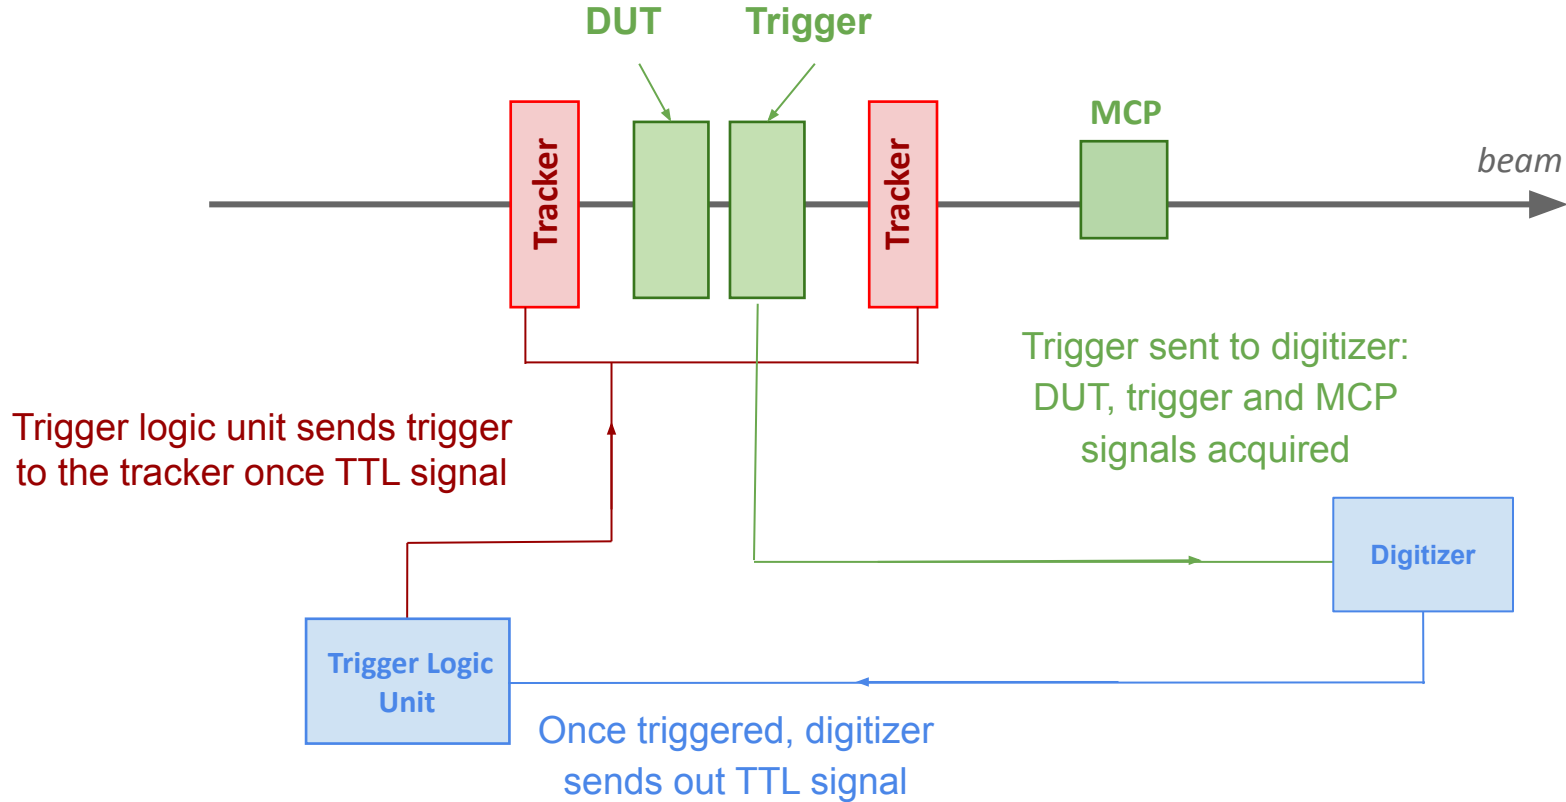 DUT
Trigger
MCP
beam
Tracker
Tracker
Trigger sent to digitizer:
DUT, trigger and MCP
signals acquired
Trigger logic unit sends trigger
to the tracker once TTL signal
Digitizer
Trigger Logic
Unit
Once triggered, digitizer
sends out TTL signal